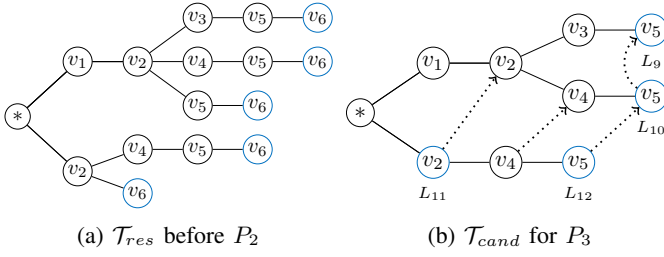 v3 v5 v6
v1 v2 v4 v5 v6
v5 v6
*
v4 v5 v6
v2
v6
(a) 𝒯res before P2
v3 v5
L9
v1 v2
v4 v5
L10
*
v2 v4 v5
L11 L12
(b) 𝒯cand for P3